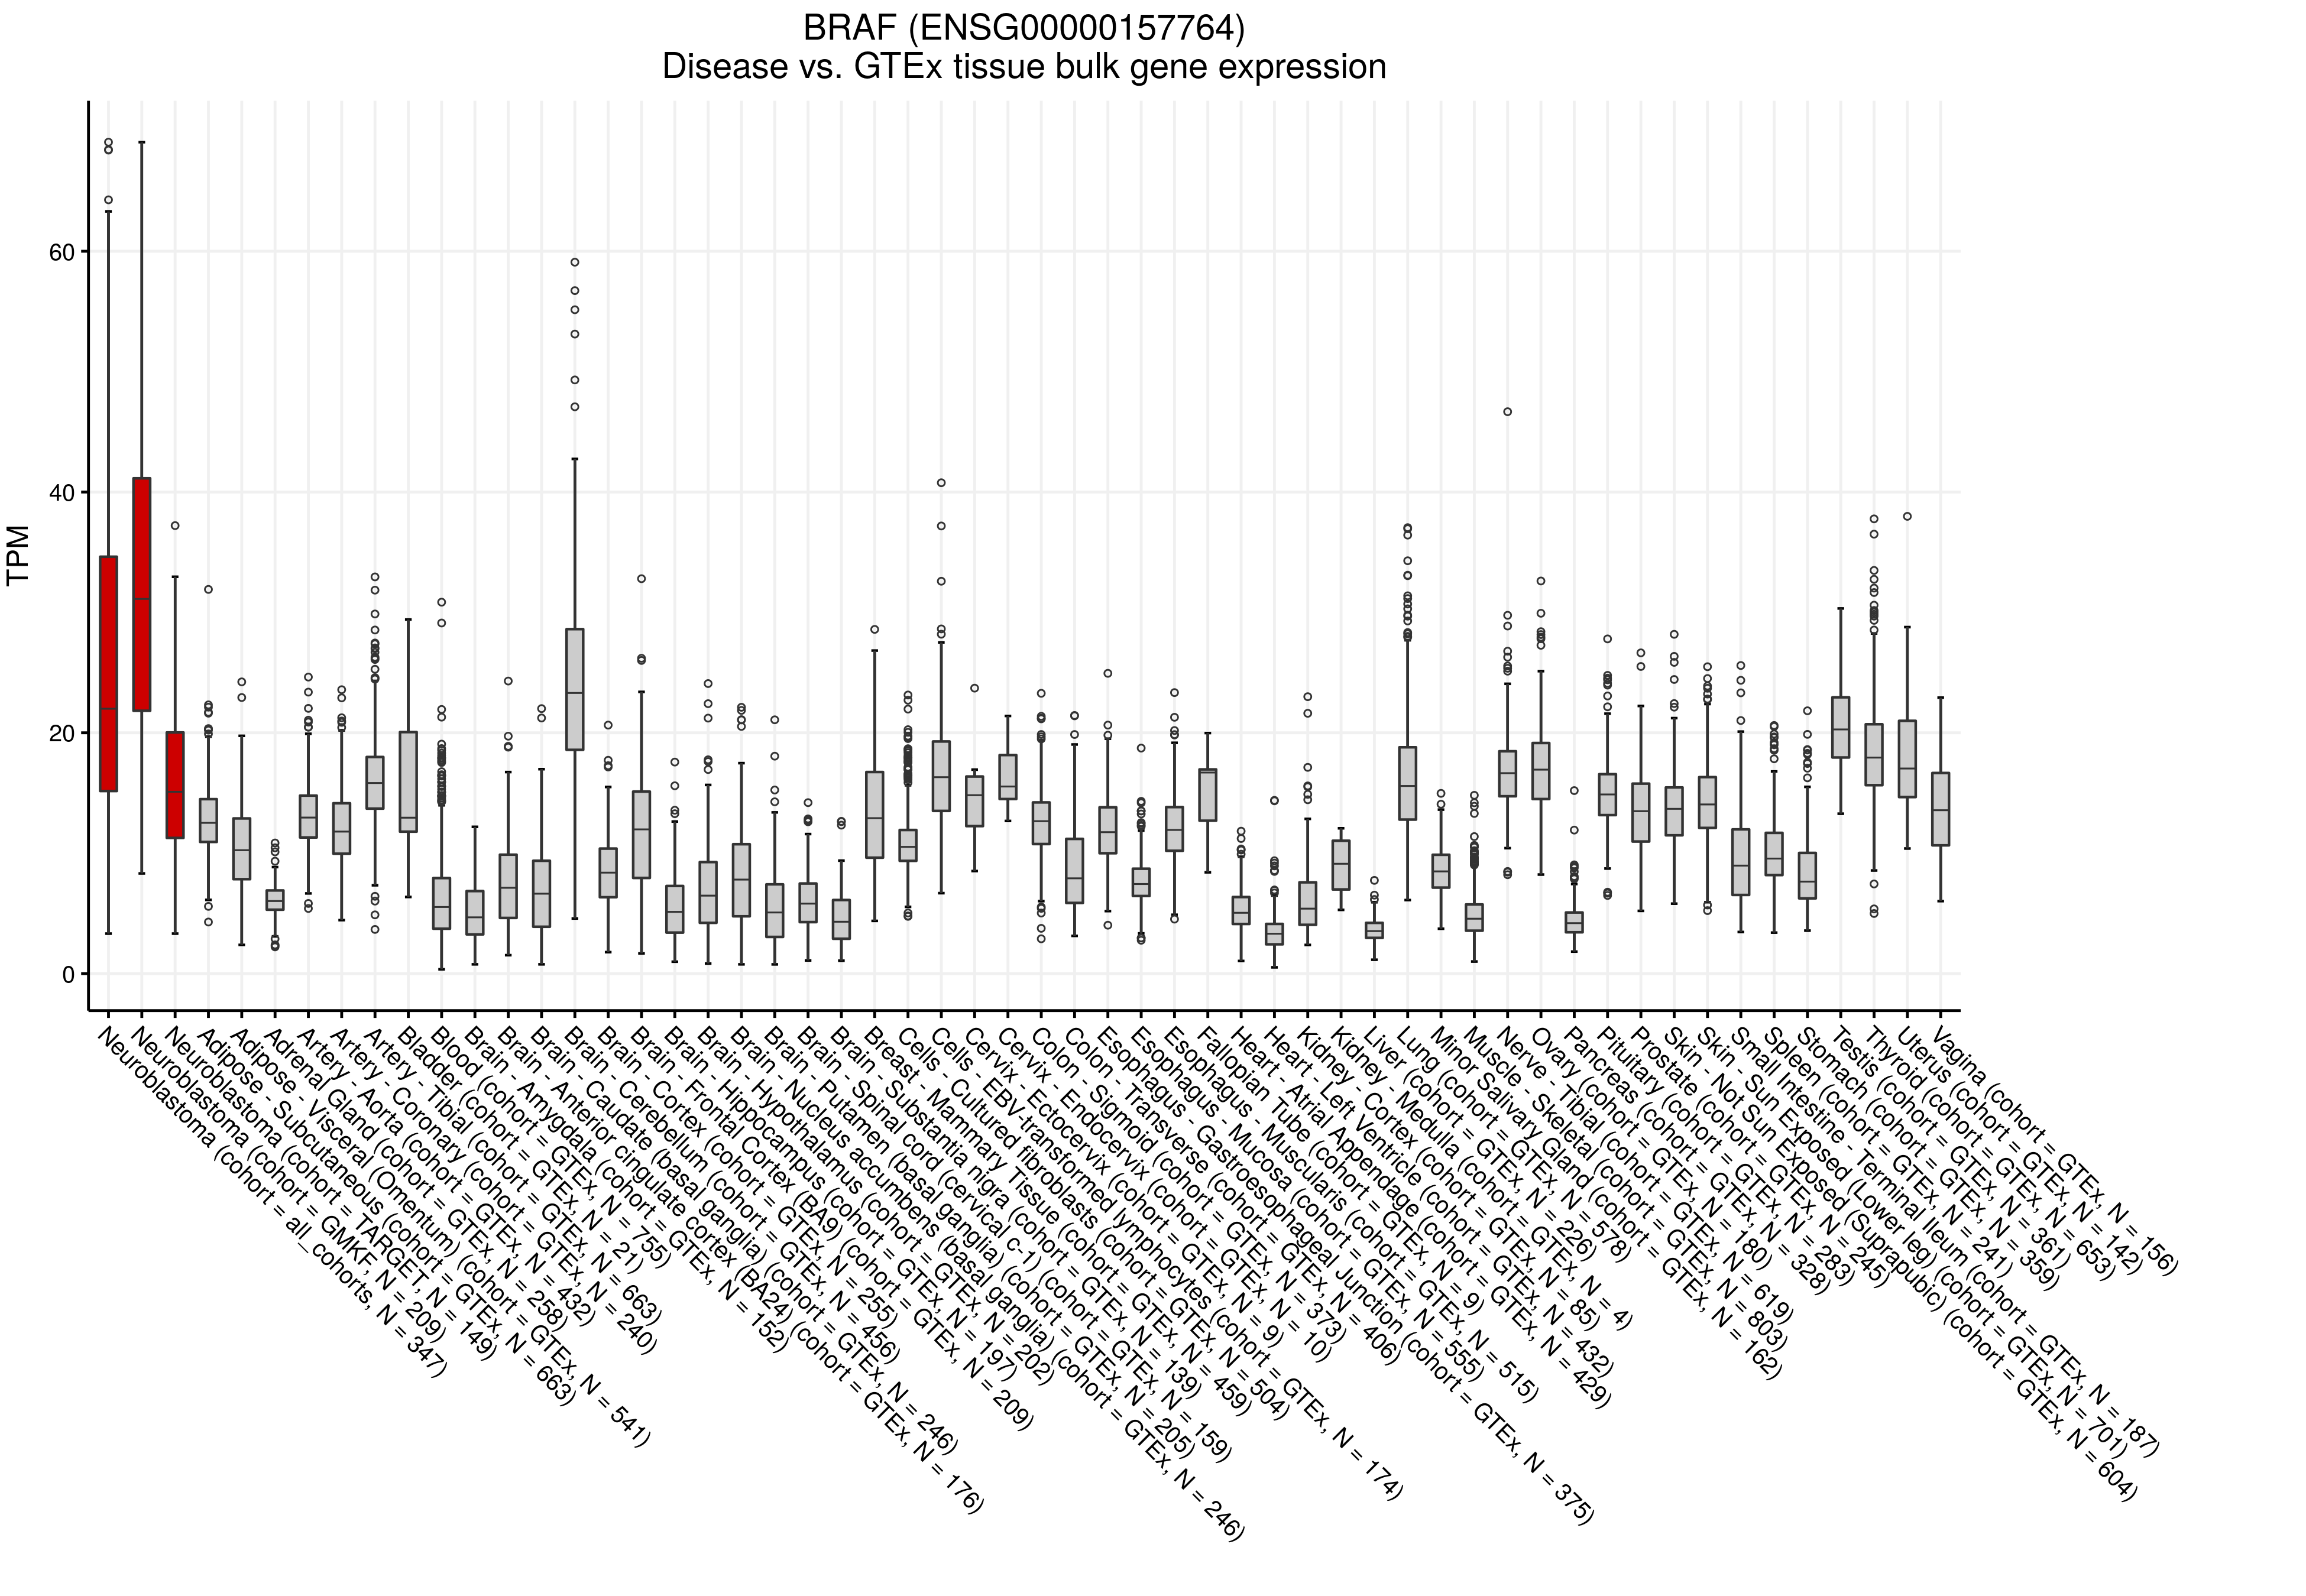 BRAF (ENSG00000157764)
Disease vs. GTEx tissue bulk gene expression
TPM
60
40
20
0
Neuroblastoma (cohort = all_cohorts, N = 347)
Neuroblastoma (cohort = GMKF, N = 209)
Neuroblastoma (cohort = TARGET, N = 149)
Adipose - Subcutaneous (cohort = GTEx, N = 663)
Adipose - Visceral (Omentum) (cohort = GTEx, N = 541)
Adrenal Gland (cohort = GTEx, N = 258)
Artery - Aorta (cohort = GTEx, N = 432)
Artery - Coronary (cohort = GTEx, N = 240)
Artery - Tibial (cohort = GTEx, N = 663)
Bladder (cohort = GTEx, N = 21)
Blood (cohort = GTEx, N = 755)
Brain - Amygdala (cohort = GTEx, N = 152)
Brain - Anterior cingulate cortex (BA24) (cohort = GTEx, N = 176)
Brain - Caudate (basal ganglia) (cohort = GTEx, N = 246)
Brain - Cerebellum (cohort = GTEx, N = 456)
Brain - Cortex (cohort = GTEx, N = 255)
Brain - Frontal Cortex (BA9) (cohort = GTEx, N = 209)
Brain - Hippocampus (cohort = GTEx, N = 197)
Brain - Hypothalamus (cohort = GTEx, N = 202)
Brain - Nucleus accumbens (basal ganglia) (cohort = GTEx, N = 246)
Brain - Putamen (basal ganglia) (cohort = GTEx, N = 205)
Brain - Spinal cord (cervical c-1) (cohort = GTEx, N = 159)
Brain - Substantia nigra (cohort = GTEx, N = 139)
Breast - Mammary Tissue (cohort = GTEx, N = 459)
Cells - Cultured fibroblasts (cohort = GTEx, N = 504)
Cells - EBV-transformed lymphocytes (cohort = GTEx, N = 174)
Cervix - Ectocervix (cohort = GTEx, N = 9)
Cervix - Endocervix (cohort = GTEx, N = 10)
Colon - Sigmoid (cohort = GTEx, N = 373)
Colon - Transverse (cohort = GTEx, N = 406)
Esophagus - Gastroesophageal Junction (cohort = GTEx, N = 375)
Esophagus - Mucosa (cohort = GTEx, N = 555)
Esophagus - Muscularis (cohort = GTEx, N = 515)
Fallopian Tube (cohort = GTEx, N = 9)
Heart - Atrial Appendage (cohort = GTEx, N = 429)
Heart - Left Ventricle (cohort = GTEx, N = 432)
Kidney - Cortex (cohort = GTEx, N = 85)
Kidney - Medulla (cohort = GTEx, N = 4)
Liver (cohort = GTEx, N = 226)
Lung (cohort = GTEx, N = 578)
Minor Salivary Gland (cohort = GTEx, N = 162)
Muscle - Skeletal (cohort = GTEx, N = 803)
Nerve - Tibial (cohort = GTEx, N = 619)
Ovary (cohort = GTEx, N = 180)
Pancreas (cohort = GTEx, N = 328)
Pituitary (cohort = GTEx, N = 283)
Prostate (cohort = GTEx, N = 245)
Skin - Not Sun Exposed (Suprapubic) (cohort = GTEx, N = 604)
Skin - Sun Exposed (Lower leg) (cohort = GTEx, N = 701)
Small Intestine - Terminal Ileum (cohort = GTEx, N = 187)
Spleen (cohort = GTEx, N = 241)
Stomach (cohort = GTEx, N = 359)
Testis (cohort = GTEx, N = 361)
Thyroid (cohort = GTEx, N = 653)
Uterus (cohort = GTEx, N = 142)
Vagina (cohort = GTEx, N = 156)